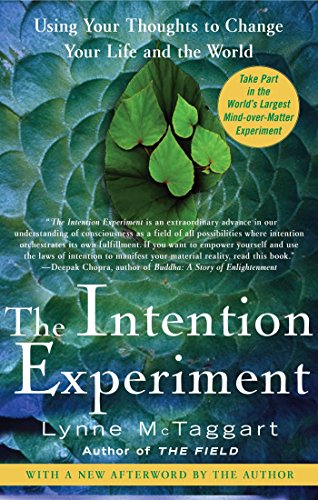 Using Your Thoughts to Change
Your Life and the World
Take Part
in the
World's Largest
Mind-over-Matter
Experiment
"The Intention Experiment is an extraordinary advance in our
understanding of consciousness as a field of all possibilities where intention
orchestrates its own fulfillment. If you want to empower yourself and use
the laws of intention to manifest your material reality, read this book."
—Deepak Chopra, author of Buddha: A Story of Enlightenment
The Intention
Experiment
Lynne McTaggart
Author of THE FIELD
WITH A NEW AFTERWORD BY THE AUTHOR